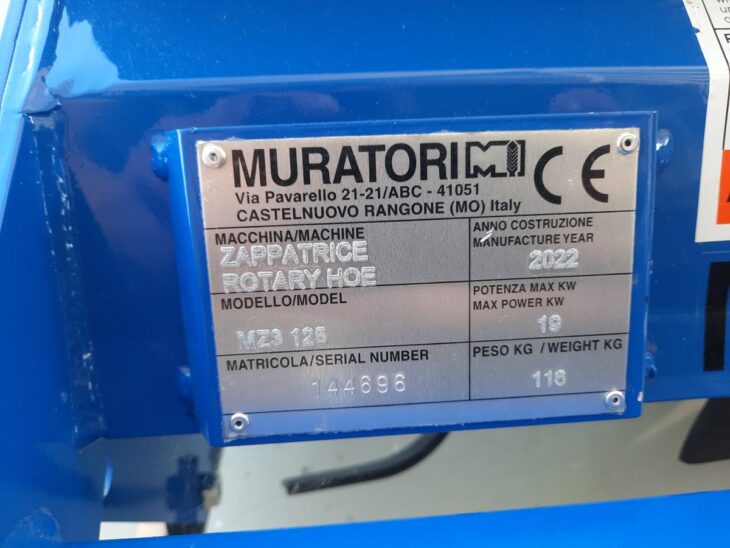 MURATORI M CE
Via Pavarello 21-21/ABC - 41051
CASTELNUOVO RANGONE (MO) Italy
MACCHINA/MACHINE
ZAPPATRICE
ROTARY HOE
ANNO COSTRUZIONE
MANUFACTURE YEAR
2022
MODELLO/MODEL
MZ3 125
POTENZA MAX KW
MAX POWER KW
19
MATRICOLA/SERIAL NUMBER
144696
PESO KG / WEIGHT KG
118